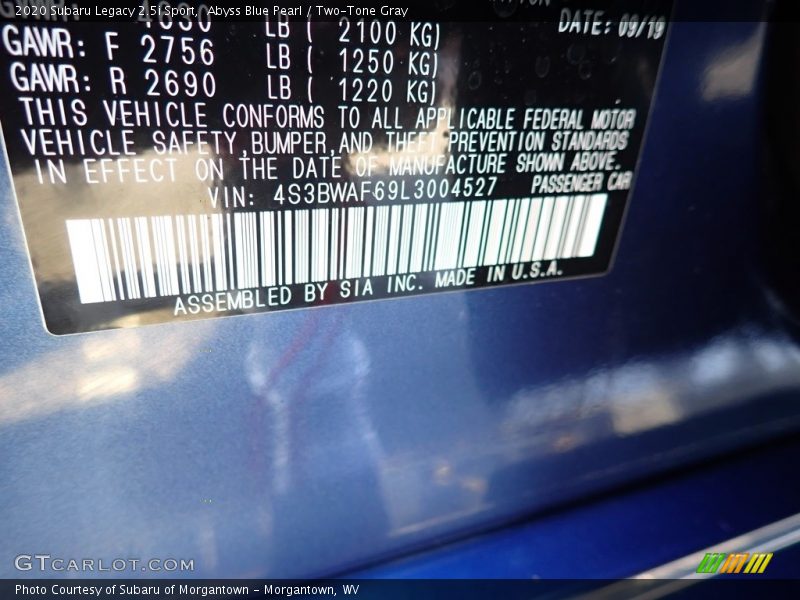 2020 Subaru Legacy 2.5i Sport, Abyss Blue Pearl / Two-Tone Gray
LB ( 2100 KG)
DATE: 09/19
GAWR: F 2756 LB ( 1250 KG)
GAWR: R 2690 LB ( 1220 KG)
THIS VEHICLE CONFORMS TO ALL APPLICABLE FEDERAL MOTOR
VEHICLE SAFETY,BUMPER,AND THEFT PREVENTION STANDARDS
IN EFFECT ON THE DATE OF MANUFACTURE SHOWN ABOVE.
VIN: 4S3BWAF69L3004527 PASSENGER CAR
ASSEMBLED BY SIA INC. MADE IN U.S.A.
GTCARLOT.COM
Photo Courtesy of Subaru of Morgantown - Morgantown, WV